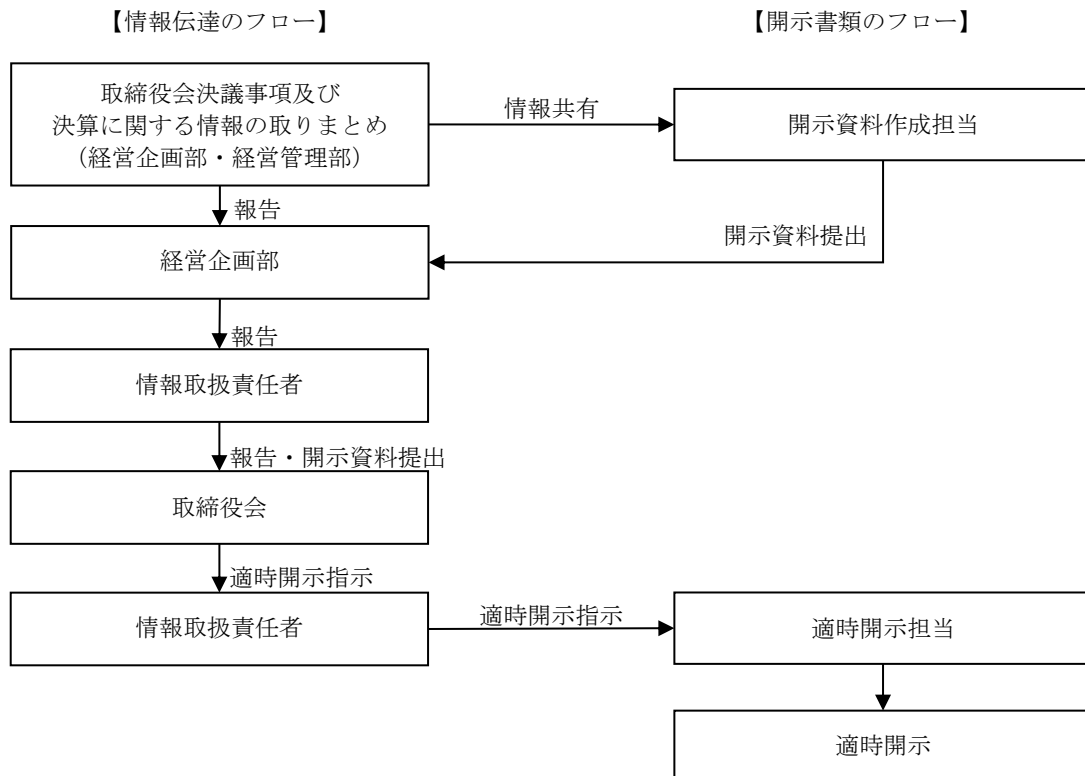 【情報伝達のフロー】
【開示書類のフロー】
取締役会決議事項及び
決算に関する情報の取りまとめ
（経営企画部・経営管理部）
情報共有
開示資料作成担当
報告
開示資料提出
経営企画部
報告
情報取扱責任者
報告・開示資料提出
取締役会
適時開示指示
情報取扱責任者
適時開示指示
適時開示担当
適時開示